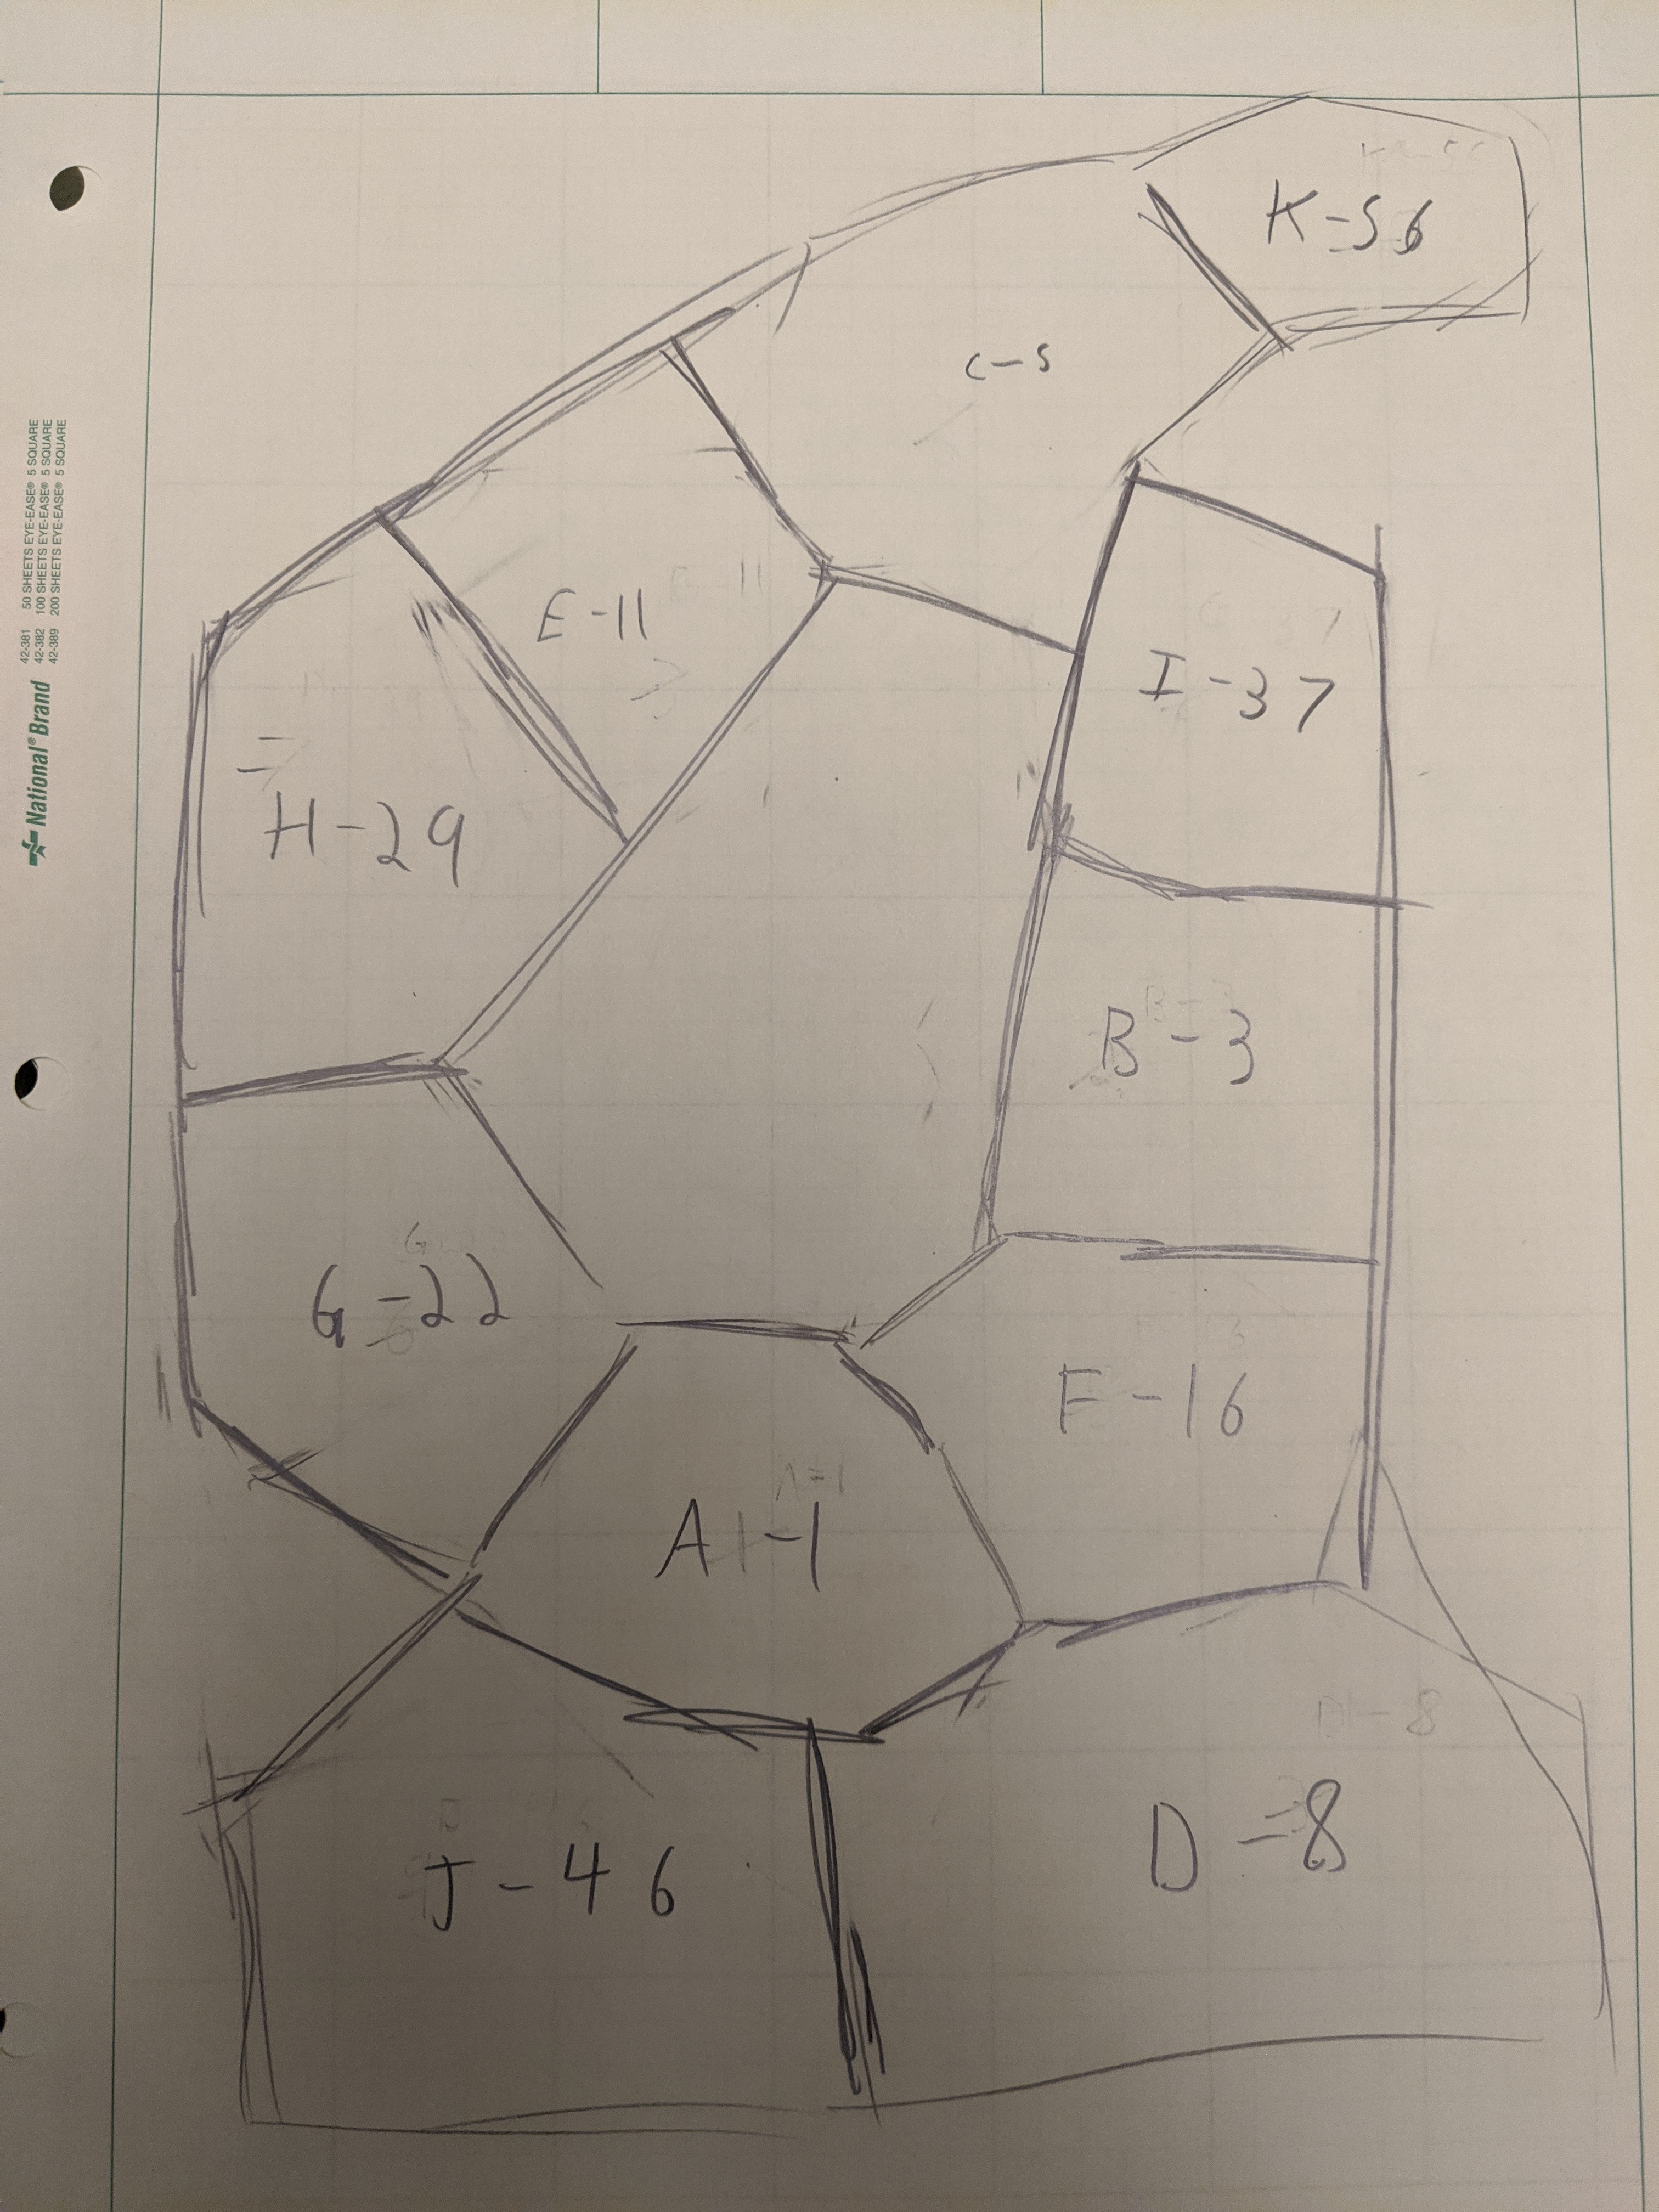 K-56
C-5
E-11
I-37
H-29
B-3
G-22
F-16
A1-1
D-8
J-46
42-381 50 SHEETS EYE-EASE® 5 SQUARE
42-382 100 SHEETS EYE-EASE® 5 SQUARE
42-389 200 SHEETS EYE-EASE® 5 SQUARE
National® Brand